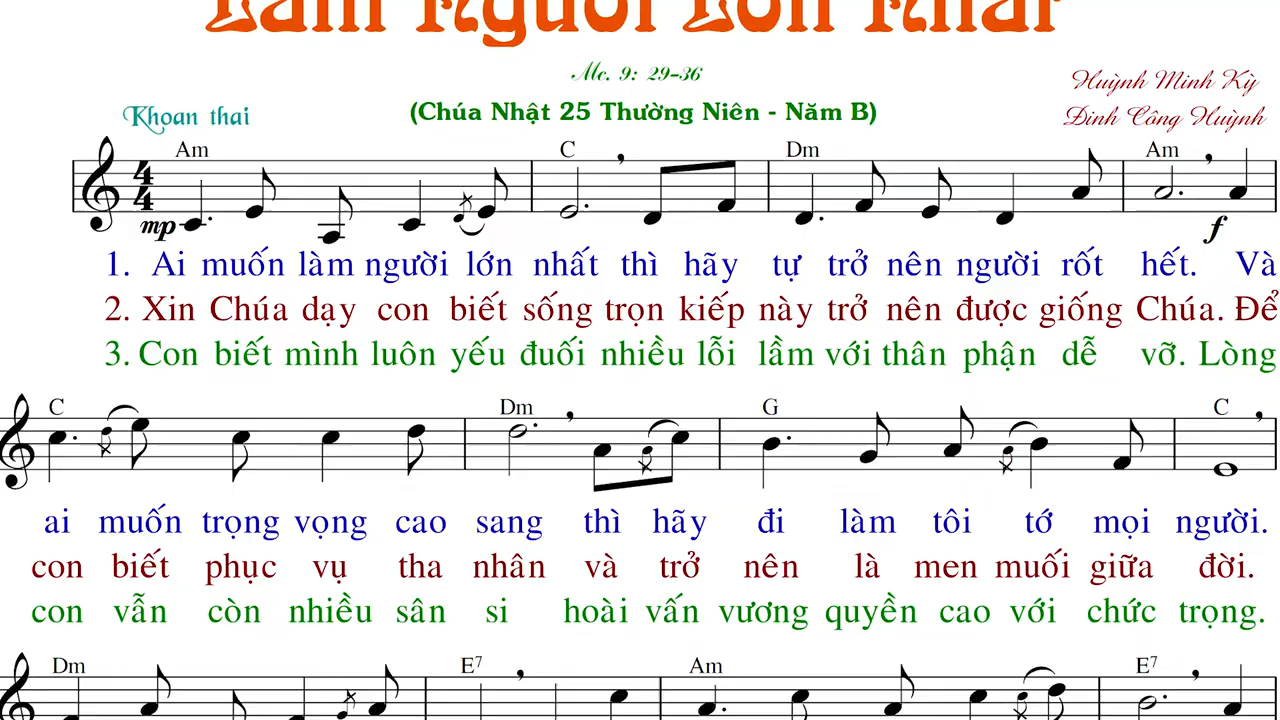 Làm Người Lớn Nhất
Mc. 9: 29-36
Huỳnh Minh Kỳ
Khoan thai
(Chúa Nhật 25 Thường Niên - Năm B)
Đinh Công Huỳnh
Am C Dm Am
4
4
mp f
1. Ai muốn làm người lớn nhất thì hãy tự trở nên người rốt hết. Và
2. Xin Chúa dạy con biết sống trọn kiếp này trở nên được giống Chúa. Để
3. Con biết mình luôn yếu đuối nhiều lỗi lầm với thân phận dễ vỡ. Lòng
C Dm G C
ai muốn trọng vọng cao sang thì hãy đi làm tôi tớ mọi người.
con biết phục vụ tha nhân và trở nên là men muối giữa đời.
con vẫn còn nhiều sân si hoài vấn vương quyền cao với chức trọng.
Dm E7 Am E7